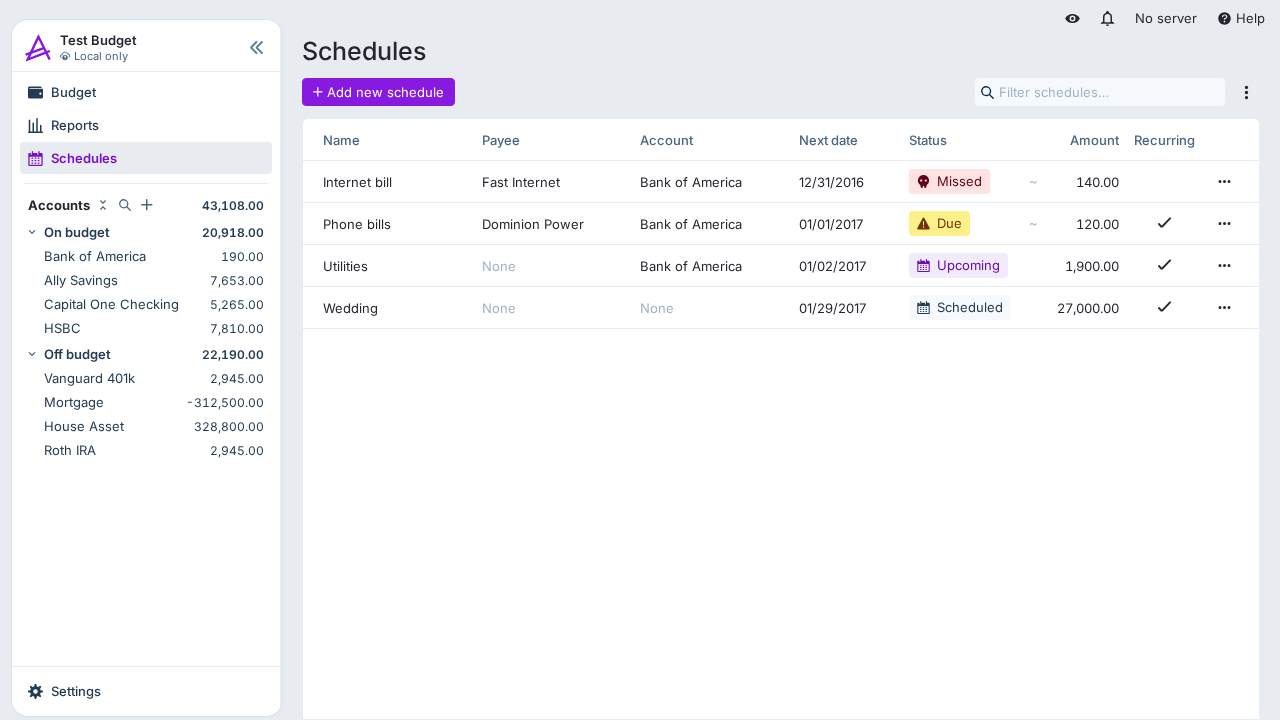 No server
Help
Test Budget
Local only
Budget
Reports
Schedules
Accounts 43,108.00
On budget 20,918.00
Bank of America 190.00
Ally Savings 7,653.00
Capital One Checking 5,265.00
HSBC 7,810.00
Off budget 22,190.00
Vanguard 401k 2,945.00
Mortgage -312,500.00
House Asset 328,800.00
Roth IRA 2,945.00
Settings
Schedules
Add new schedule
Filter schedules...
Name Payee Account Next date Status Amount Recurring
Internet bill Fast Internet Bank of America 12/31/2016 Missed ~ 140.00
Phone bills Dominion Power Bank of America 01/01/2017 Due ~ 120.00
Utilities None Bank of America 01/02/2017 Upcoming 1,900.00
Wedding None None 01/29/2017 Scheduled 27,000.00